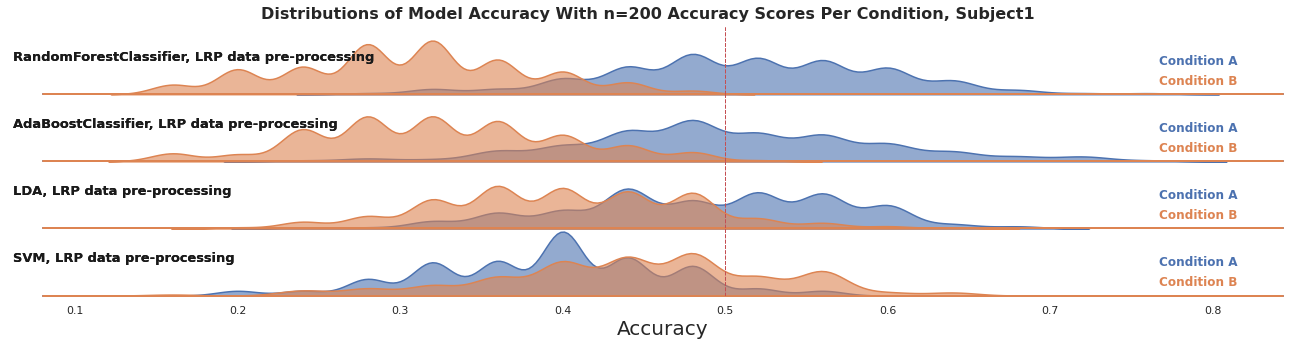 Distributions of Model Accuracy With n=200 Accuracy Scores Per Condition, Subject1
RandomForestClassifier, LRP data pre-processing
Condition A
Condition B
AdaBoostClassifier, LRP data pre-processing
Condition A
Condition B
LDA, LRP data pre-processing
Condition A
Condition B
SVM, LRP data pre-processing
Condition A
Condition B
0.1 0.2 0.3 0.4 0.5 0.6 0.7 0.8
Accuracy